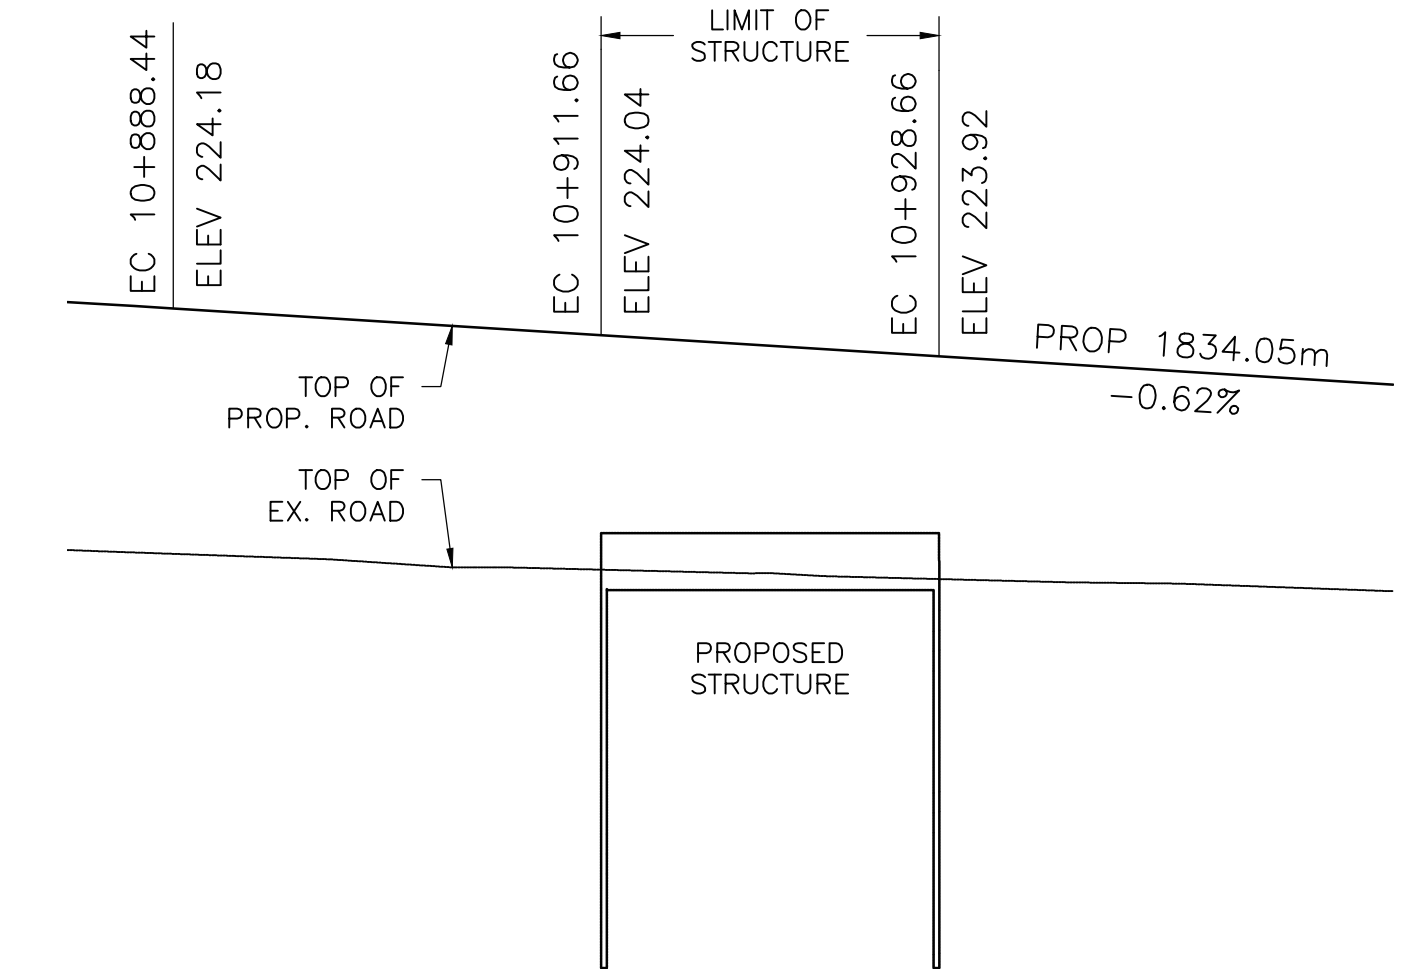 LIMIT OF
STRUCTURE
EC 10+888.44
ELEV 224.18
EC 10+911.66
ELEV 224.04
EC 10+928.66
ELEV 223.92
PROP 1834.05m
-0.62%
TOP OF
PROP. ROAD
TOP OF
EX. ROAD
PROPOSED
STRUCTURE